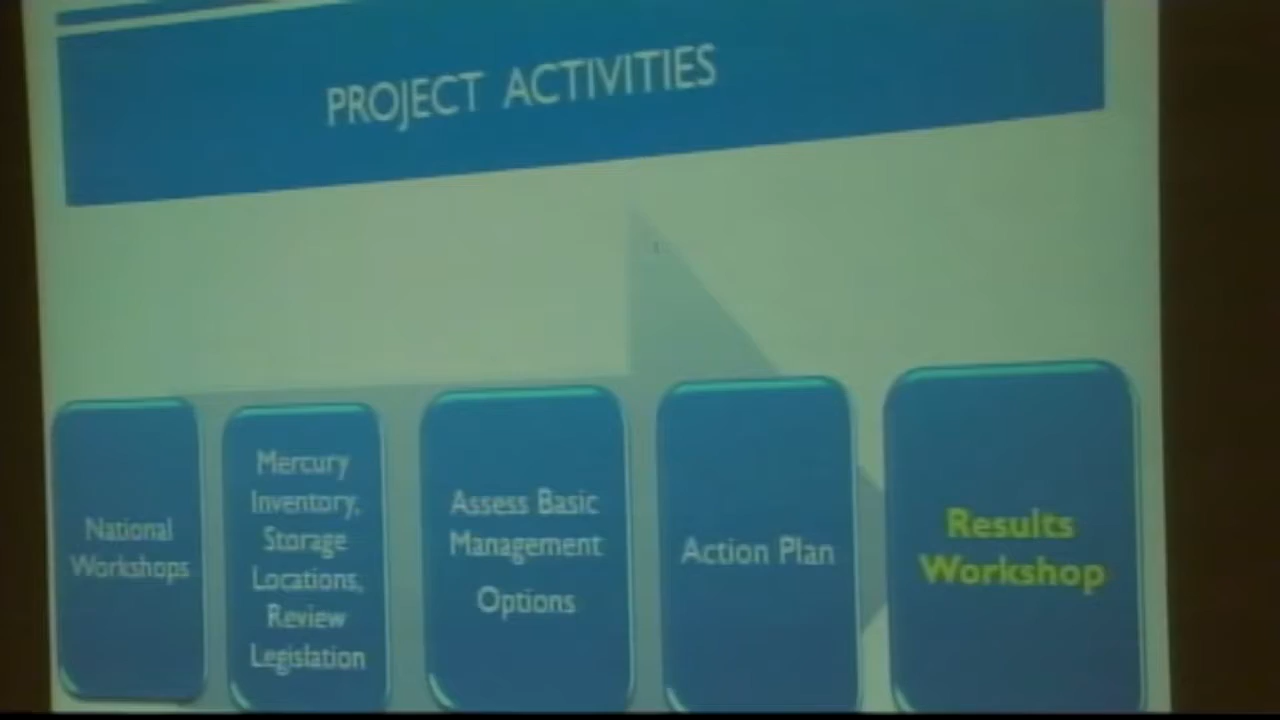 PROJECT ACTIVITIES
National
Workshops
Mercury
Inventory,
Storage
Locations,
Review
Legislation
Assess Basic
Management
Options
Action Plan
Results
Workshop